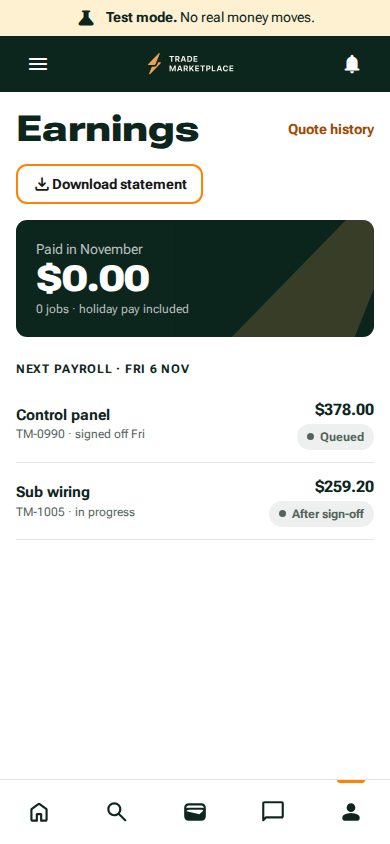 Test mode. No real money moves.
TRADE
MARKETPLACE
Earnings
Quote history
Download statement
Paid in November
$0.00
0 jobs · holiday pay included
NEXT PAYROLL · FRI 6 NOV
Control panel
$378.00
TM-0990 · signed off Fri
Queued
Sub wiring
$259.20
TM-1005 · in progress
After sign-off